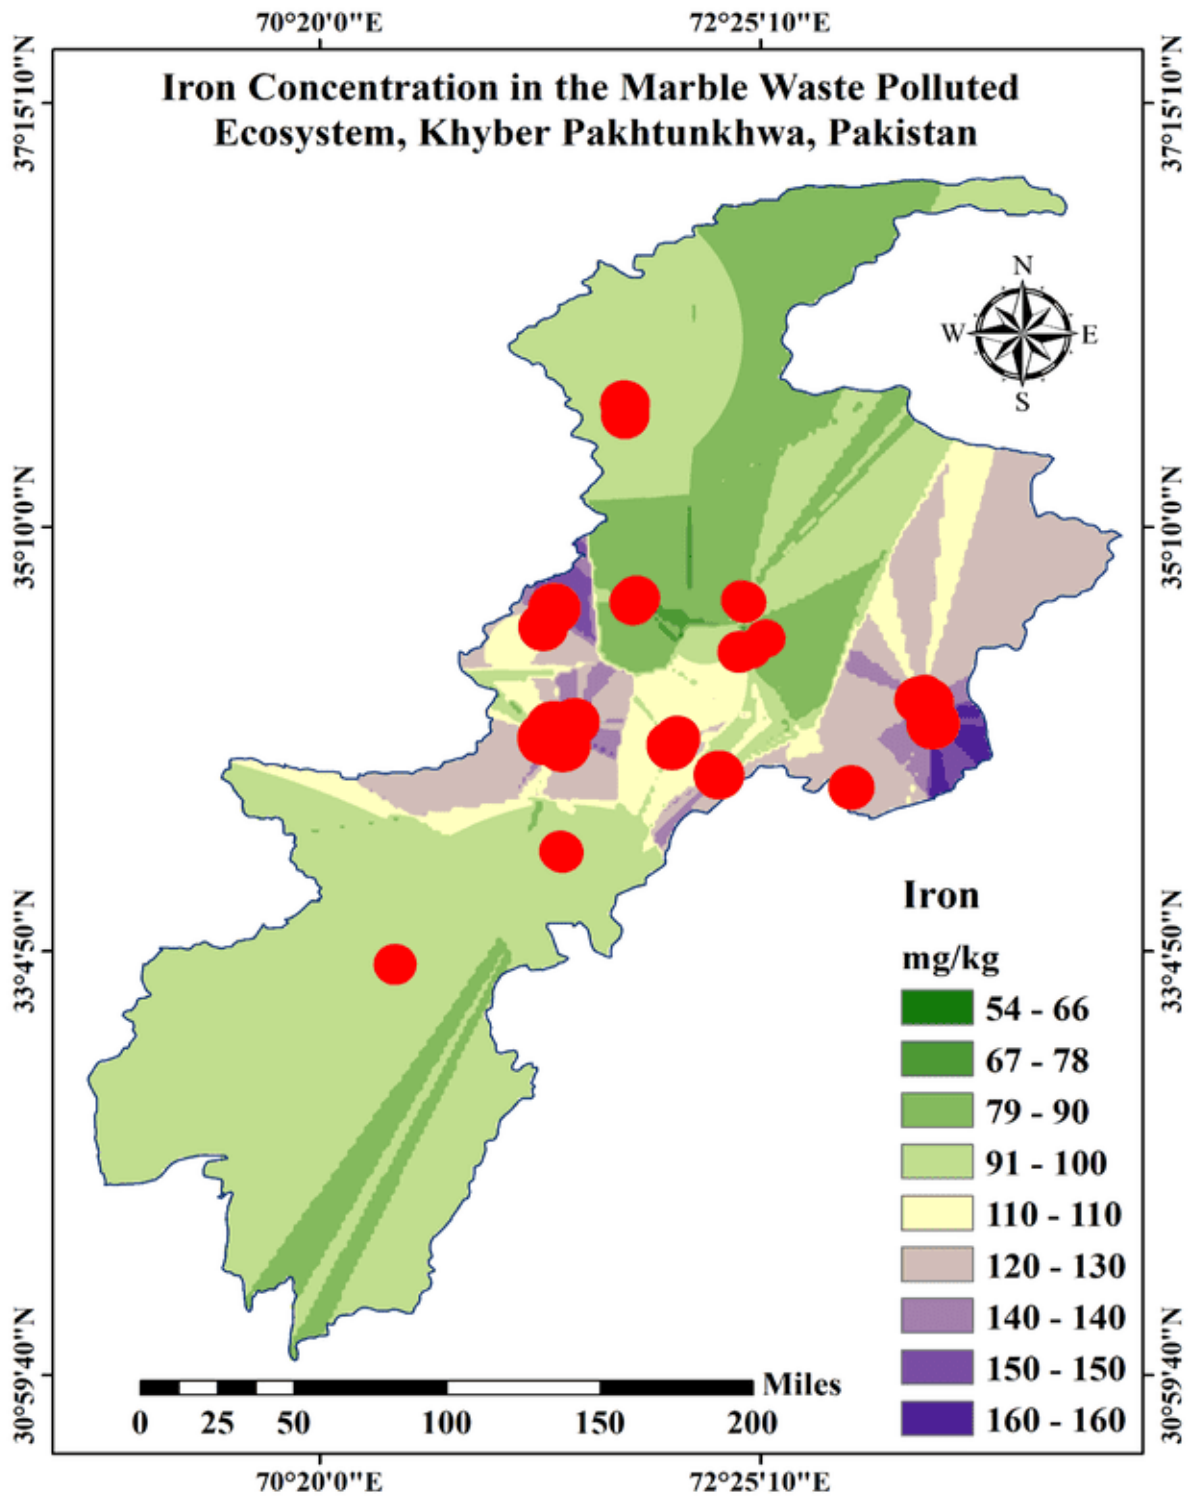 70°20'0"E 72°25'10"E
Iron Concentration in the Marble Waste Polluted
Ecosystem, Khyber Pakhtunkhwa, Pakistan
37°15'10"N 37°15'10"N
N
W E
S
35°10'0"N 35°10'0"N
33°4'50"N 33°4'50"N
30°59'40"N 30°59'40"N
Iron
mg/kg
54 - 66
67 - 78
79 - 90
91 - 100
110 - 110
120 - 130
140 - 140
150 - 150
160 - 160
Miles
0 25 50 100 150 200
70°20'0"E 72°25'10"E